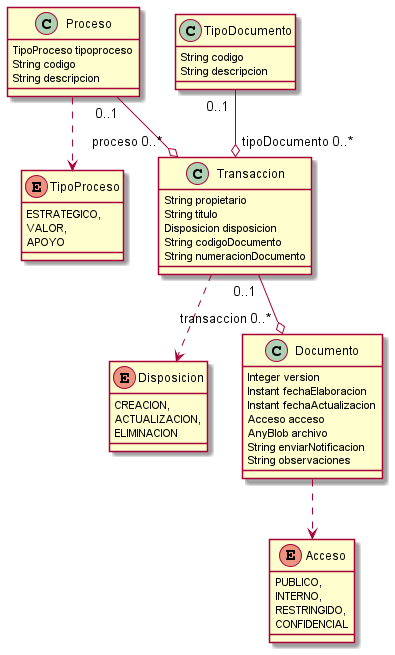 C Proceso
TipoProceso tipoproceso
String codigo
String descripcion
C TipoDocumento
String codigo
String descripcion
0..1
0..1
proceso 0..*
tipoDocumento 0..*
E TipoProceso
ESTRATEGICO,
VALOR,
APOYO
C Transaccion
String propietario
String titulo
Disposicion disposicion
String codigoDocumento
String numeracionDocumento
0..1
transaccion 0..*
E Disposicion
CREACION,
ACTUALIZACION,
ELIMINACION
C Documento
Integer version
Instant fechaElaboracion
Instant fechaActualizacion
Acceso acceso
AnyBlob archivo
String enviarNotificacion
String observaciones
E Acceso
PUBLICO,
INTERNO,
RESTRINGIDO,
CONFIDENCIAL